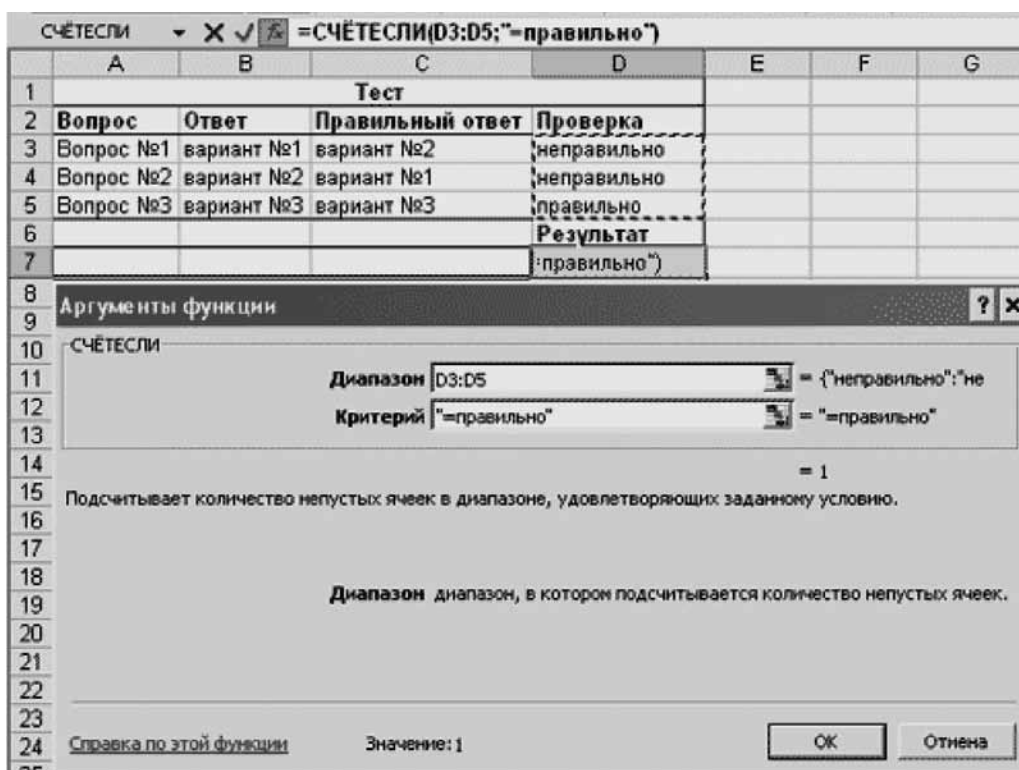 СЧЁТЕСЛИ =СЧЁТЕСЛИ(D3:D5;"=правильно")
A B C D E F G
1 Тест
2 Вопрос Ответ Правильный ответ Проверка
3 Вопрос №1 вариант №1 вариант №2 неправильно
4 Вопрос №2 вариант №2 вариант №1 неправильно
5 Вопрос №3 вариант №3 вариант №3 правильно
6 Результат
7 правильно")
8
Аргументы функции ? ×
9
10 СЧЁТЕСЛИ
11 Диапазон D3:D5 = {"неправильно":"не
12 Критерий "=правильно" = "=правильно"
13
14 = 1
15 Подсчитывает количество непустых ячеек в диапазоне, удовлетворяющих заданному условию.
16
17
18
19 Диапазон диапазон, в котором подсчитывается количество непустых ячеек.
20
21
22
23
24 Справка по этой функции Значение:1 ОК Отмена